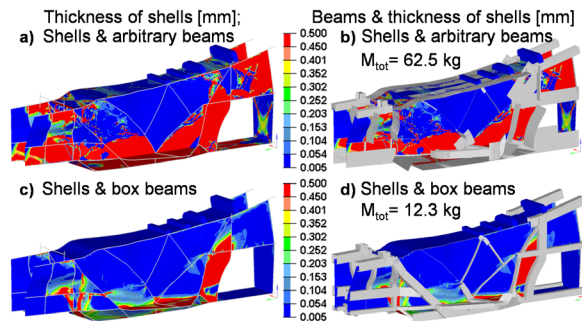 Thickness of shells [mm];
a) Shells & arbitrary beams
Beams & thickness of shells [mm]
b) Shells & arbitrary beams
Mtot= 62.5 kg
0.500
0.450
0.401
0.351
0.302
0.252
0.203
0.153
0.104
0.054
0.005
c) Shells & box beams
d) Shells & box beams
Mtot= 12.3 kg
0.500
0.450
0.401
0.351
0.302
0.252
0.203
0.153
0.104
0.054
0.005